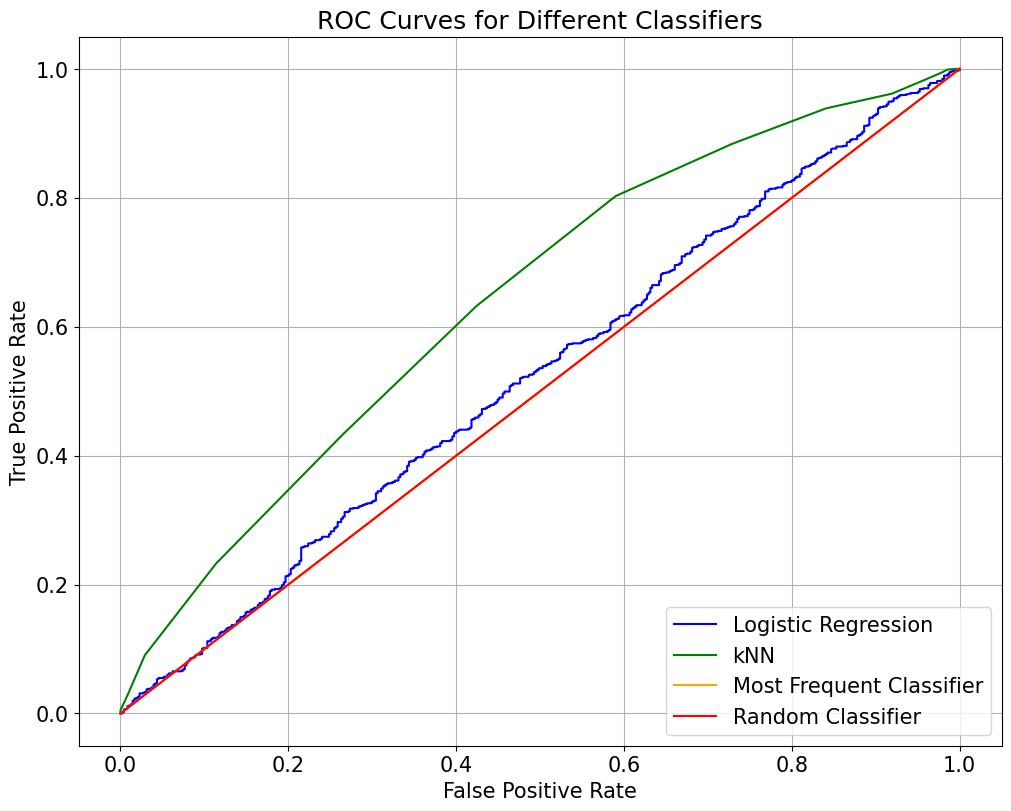 ROC Curves for Different Classifiers
True Positive Rate
1.0
0.8
0.6
0.4
0.2
0.0
0.0 0.2 0.4 0.6 0.8 1.0
False Positive Rate
Logistic Regression
kNN
Most Frequent Classifier
Random Classifier